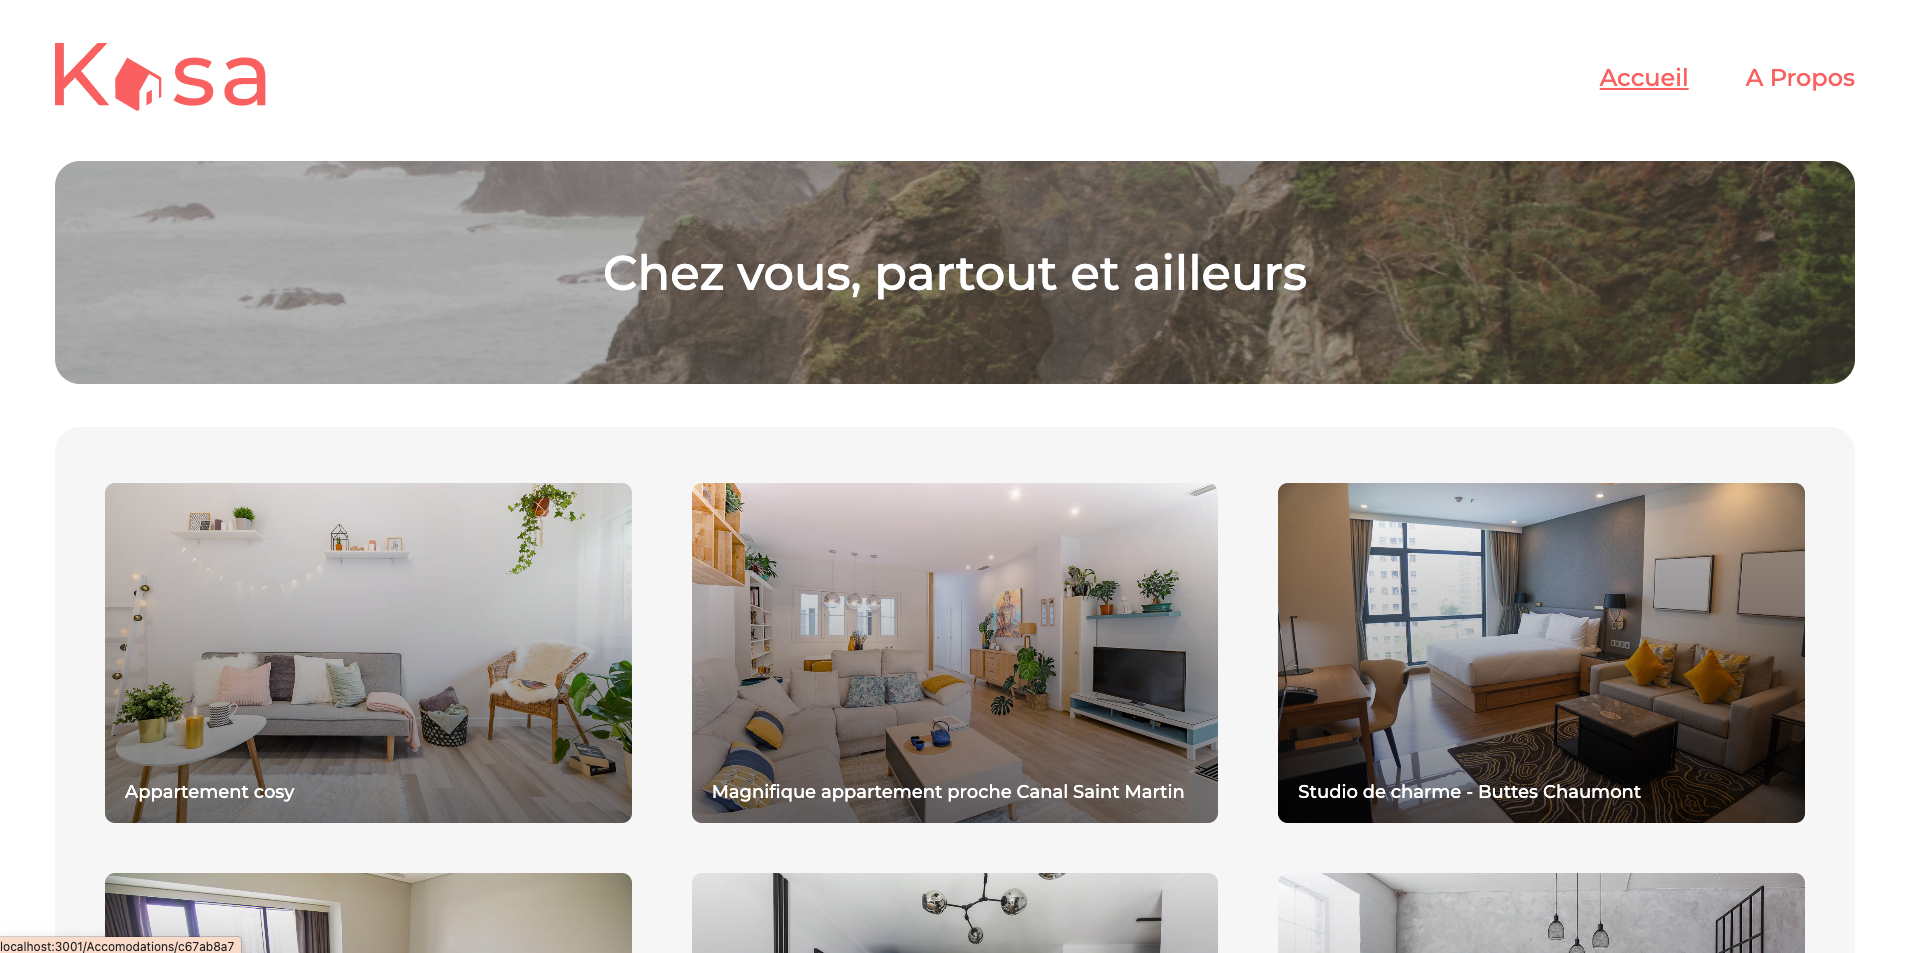 Kasa
Accueil
A Propos
Chez vous, partout et ailleurs
Appartement cosy
Magnifique appartement proche Canal Saint Martin
Studio de charme - Buttes Chaumont
localhost:3001/Accomodations/c67ab8a7